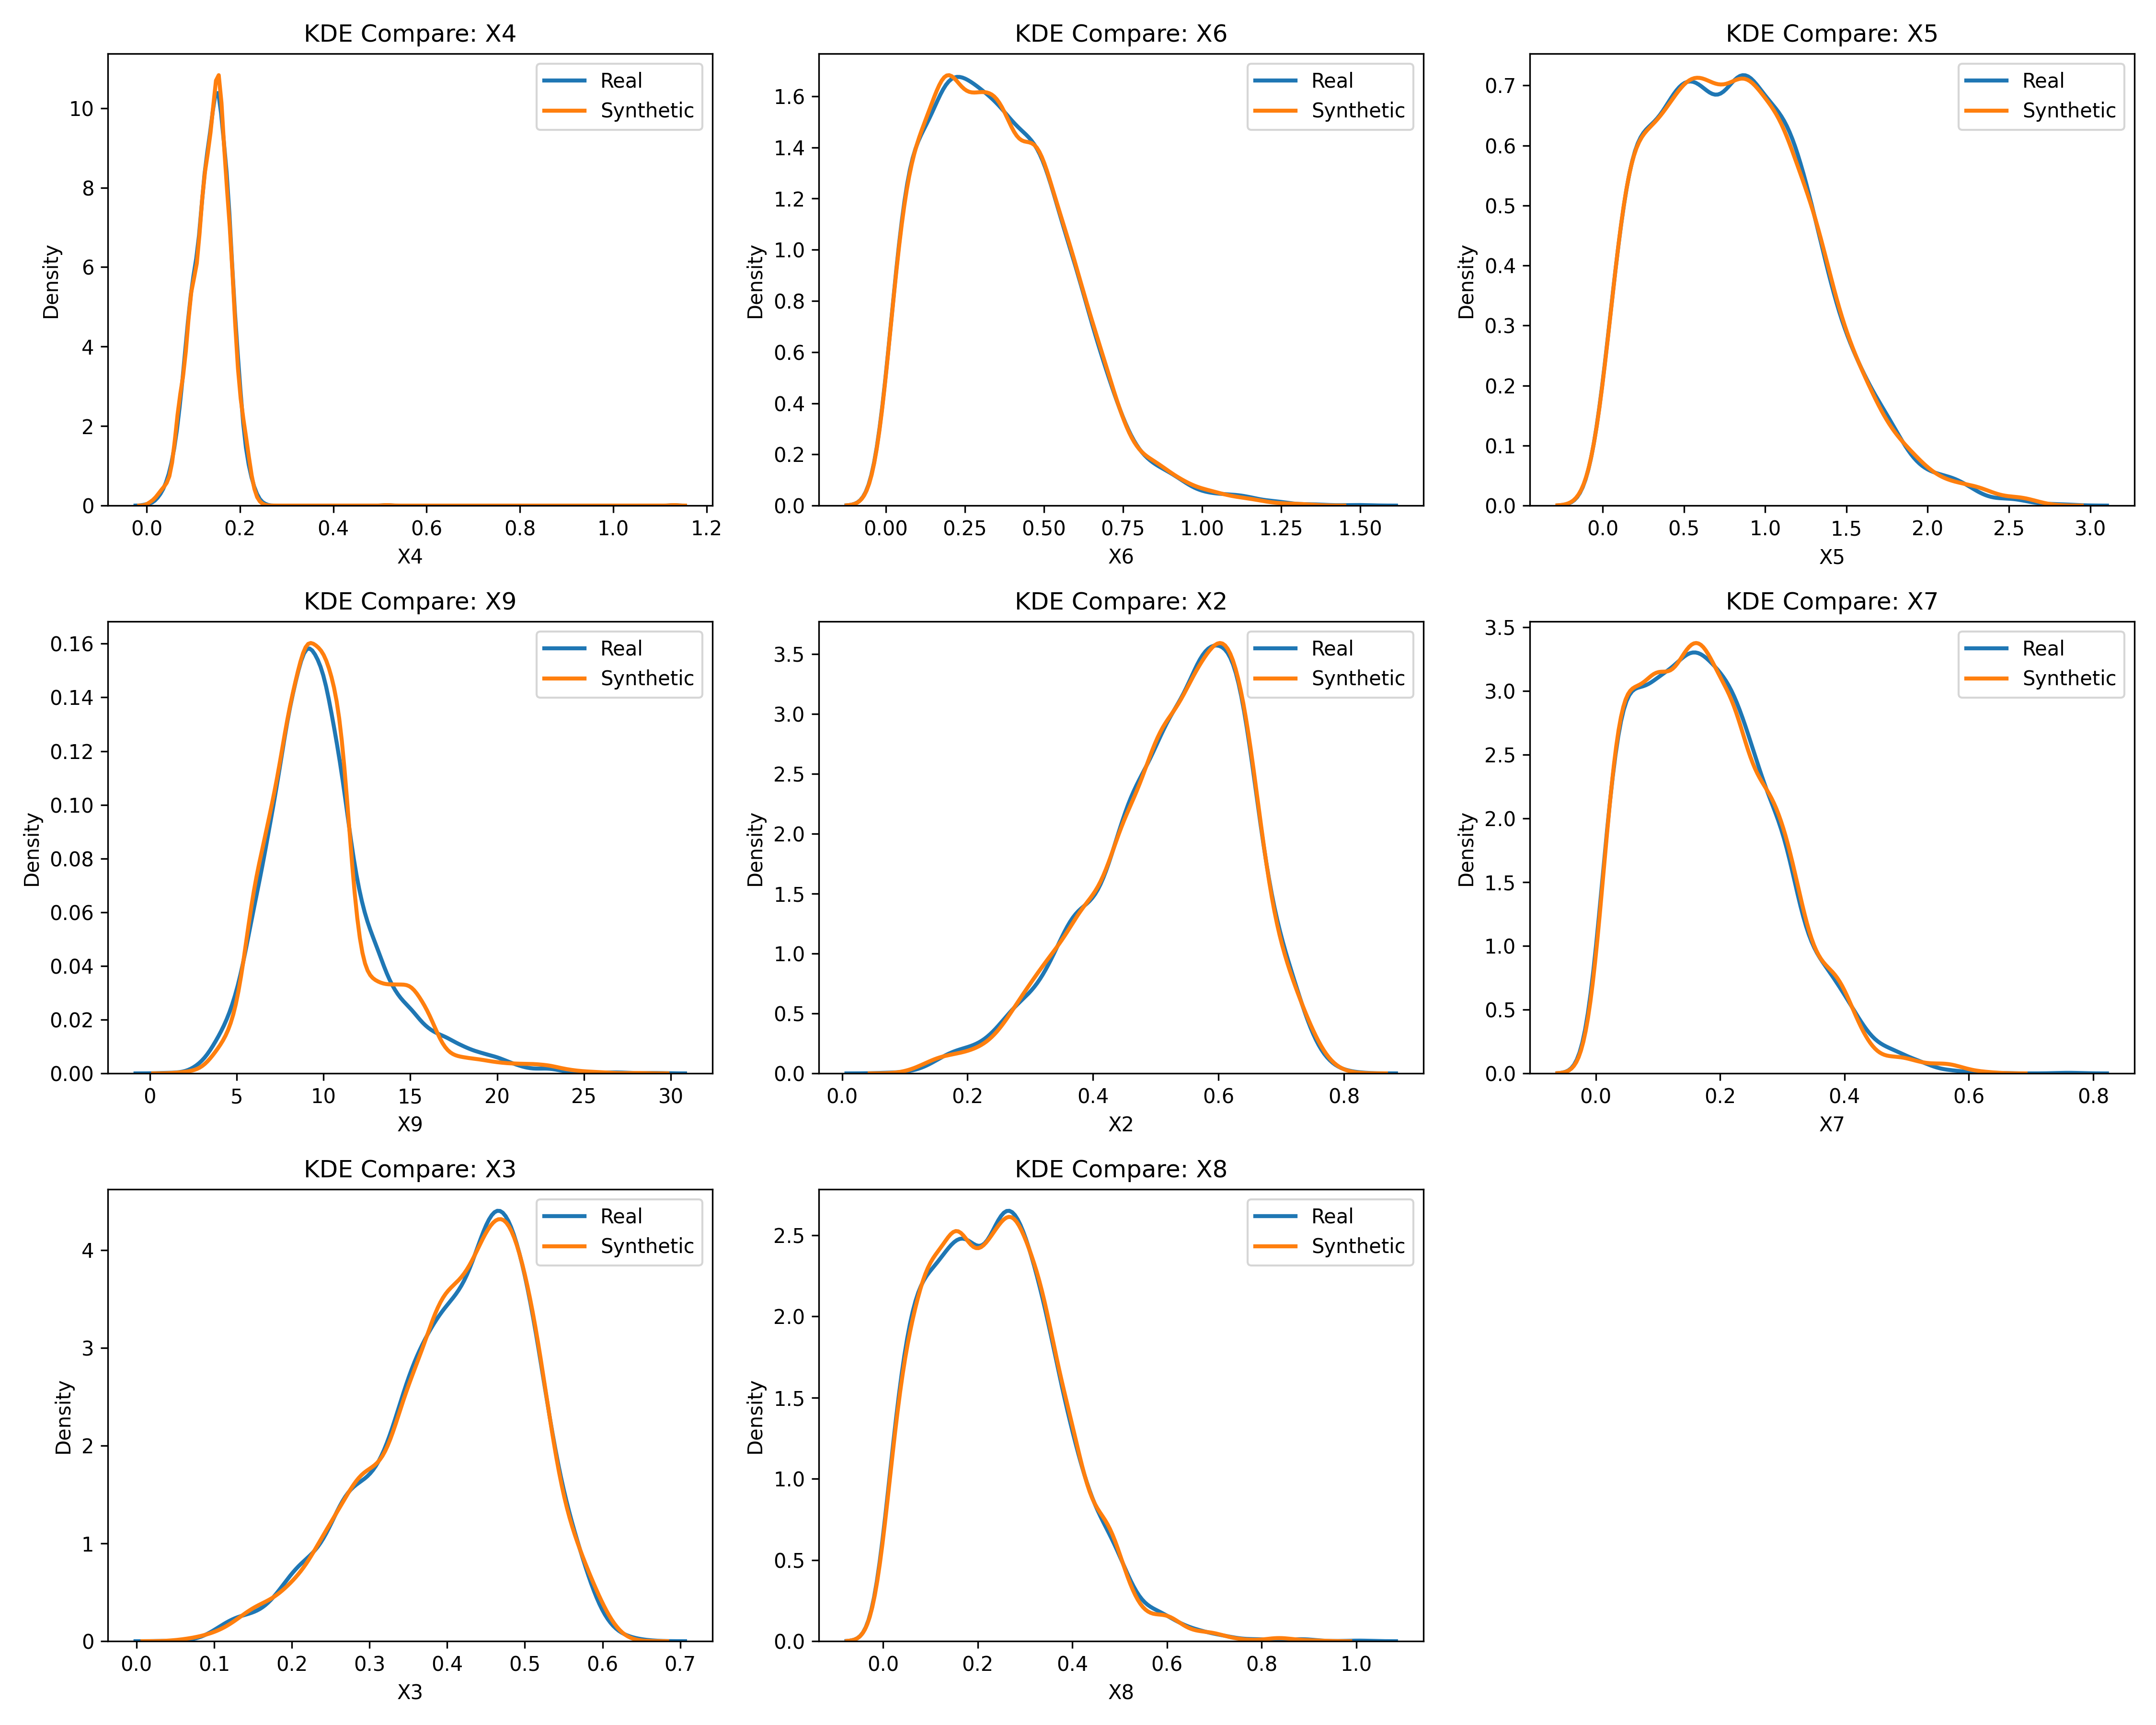 KDE Compare: X4
Real
Synthetic
Density
10
8
6
4
2
0
0.0 0.2 0.4 0.6 0.8 1.0 1.2
X4
KDE Compare: X6
Real
Synthetic
Density
1.6
1.4
1.2
1.0
0.8
0.6
0.4
0.2
0.0
0.00 0.25 0.50 0.75 1.00 1.25 1.50
X6
KDE Compare: X5
Real
Synthetic
Density
0.7
0.6
0.5
0.4
0.3
0.2
0.1
0.0
0.0 0.5 1.0 1.5 2.0 2.5 3.0
X5
KDE Compare: X9
Real
Synthetic
Density
0.16
0.14
0.12
0.10
0.08
0.06
0.04
0.02
0.00
0 5 10 15 20 25 30
X9
KDE Compare: X2
Real
Synthetic
Density
3.5
3.0
2.5
2.0
1.5
1.0
0.5
0.0
0.0 0.2 0.4 0.6 0.8
X2
KDE Compare: X7
Real
Synthetic
Density
3.5
3.0
2.5
2.0
1.5
1.0
0.5
0.0
0.0 0.2 0.4 0.6 0.8
X7
KDE Compare: X3
Real
Synthetic
Density
4
3
2
1
0
0.0 0.1 0.2 0.3 0.4 0.5 0.6 0.7
X3
KDE Compare: X8
Real
Synthetic
Density
2.5
2.0
1.5
1.0
0.5
0.0
0.0 0.2 0.4 0.6 0.8 1.0
X8